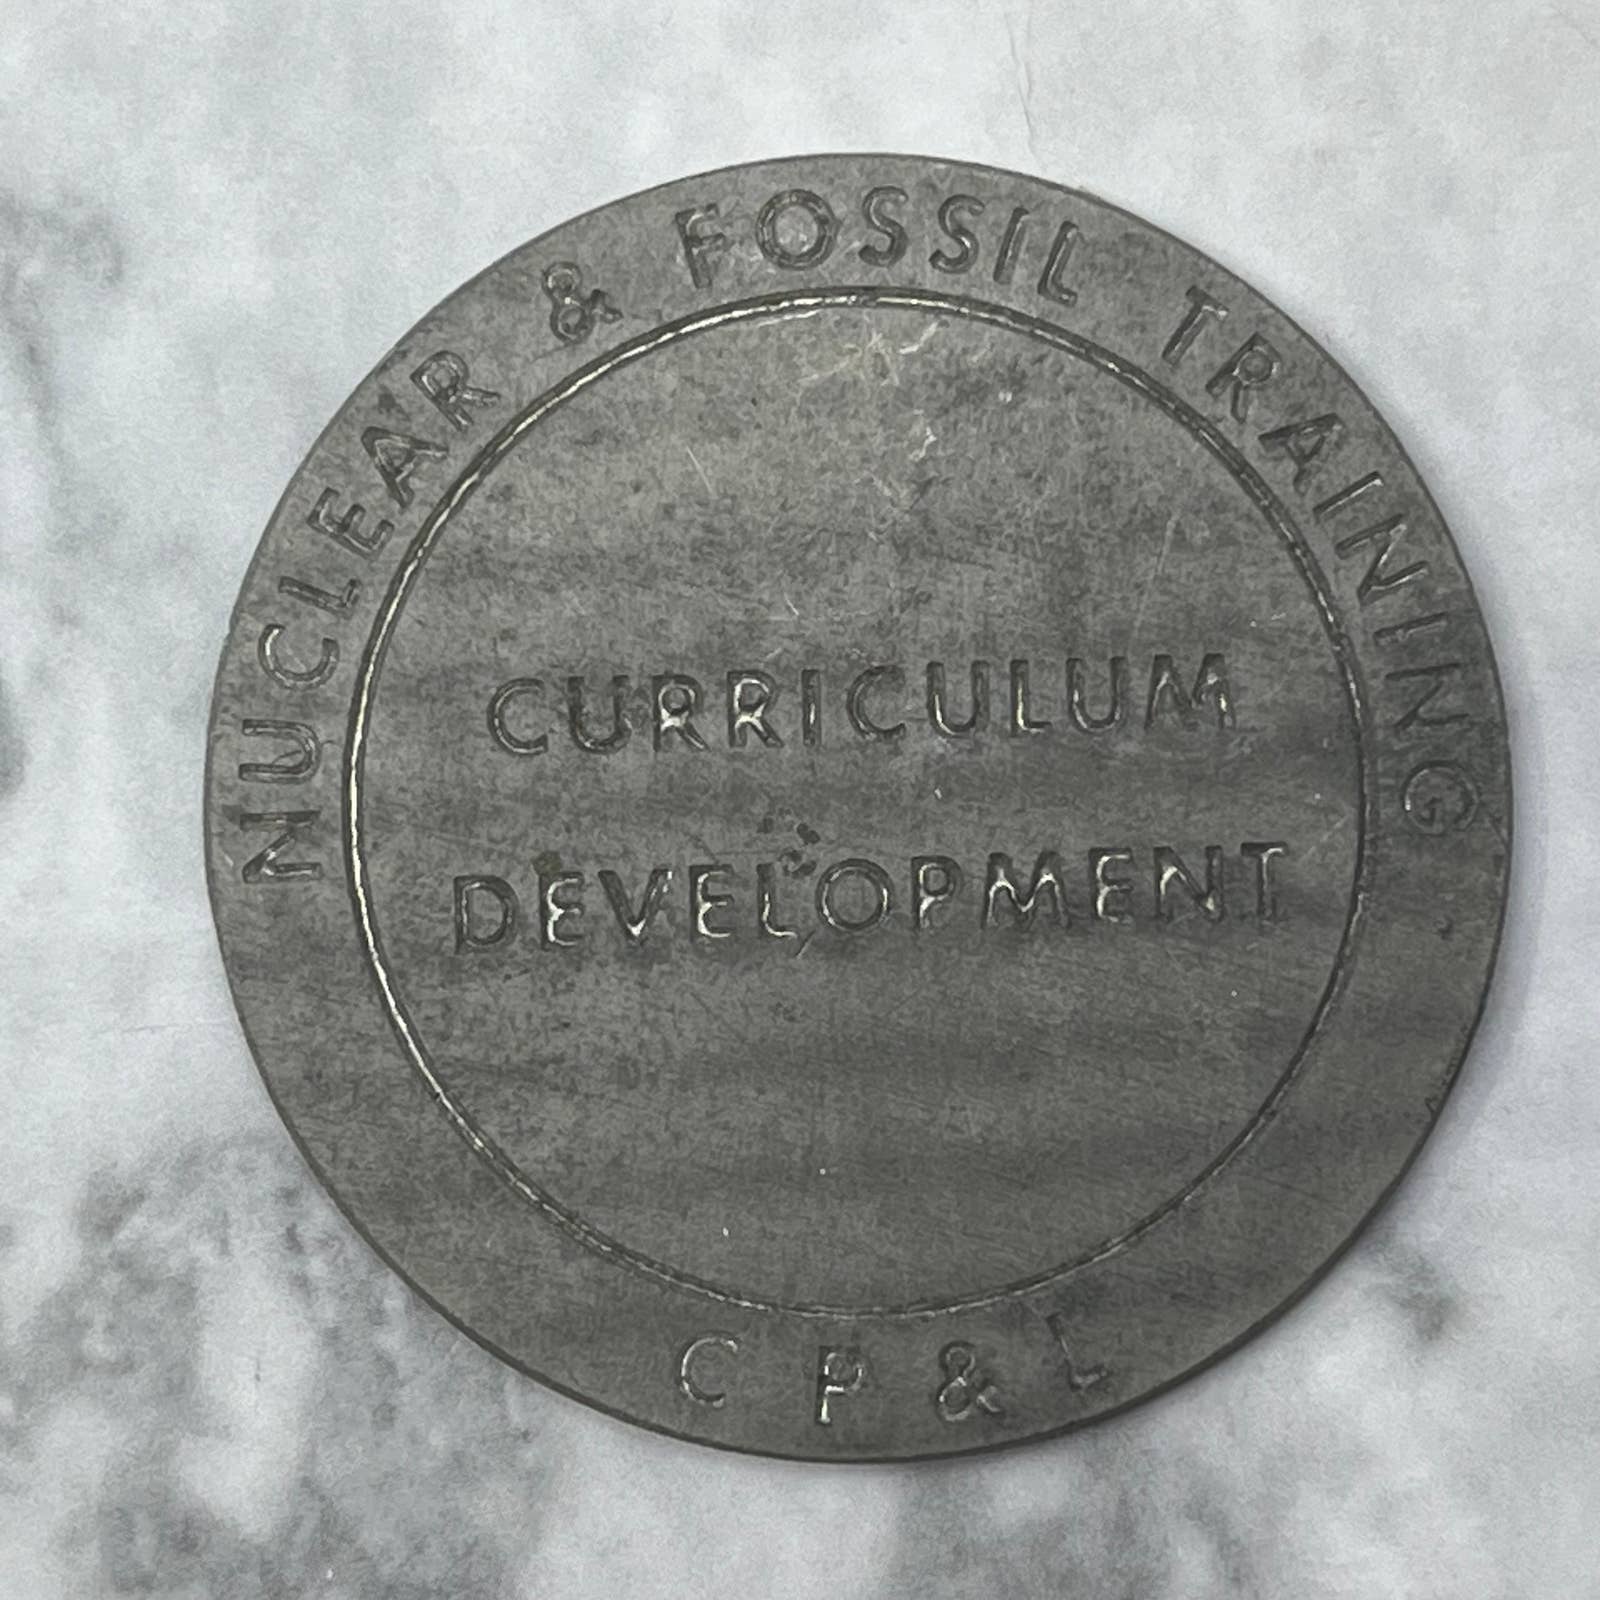 NUCLEAR & FOSSIL TRAINING
CURRICULUM
DEVELOPMENT
C P & L